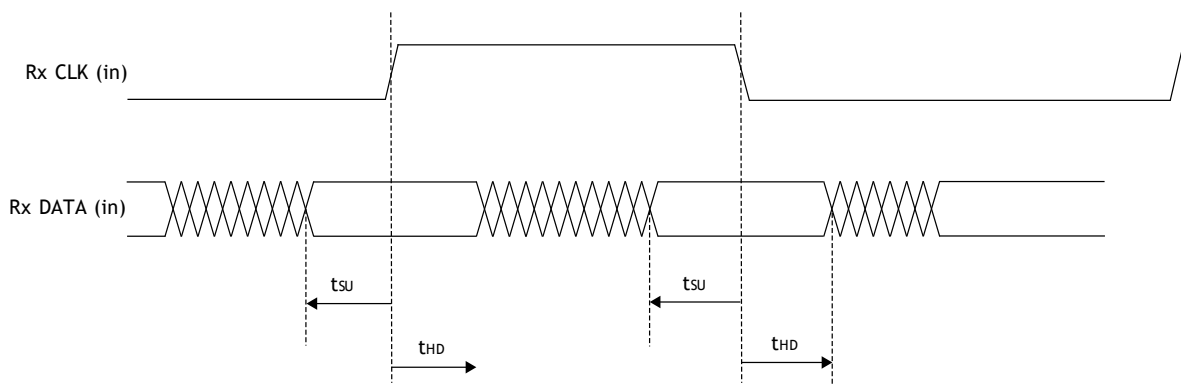 Rx CLK (in)
Rx DATA (in)
tSU
tSU
tHD
tHD